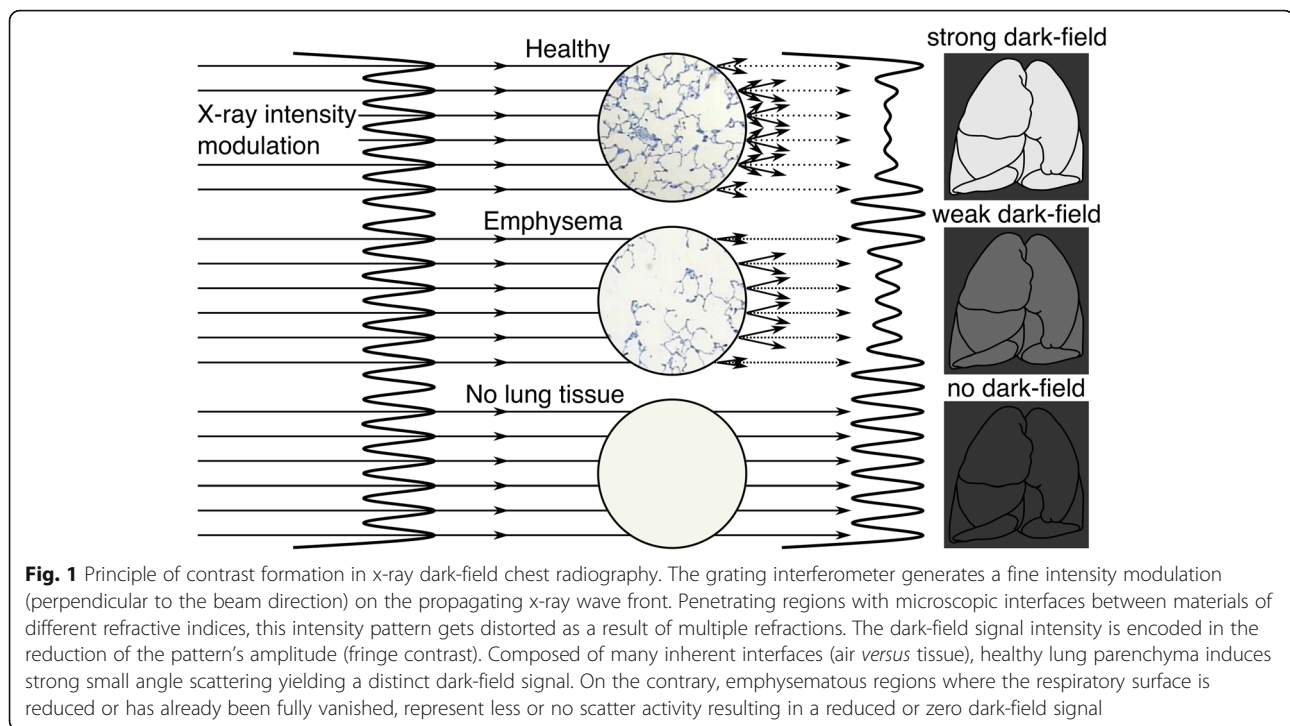 Healthy
strong dark-field
X-ray intensity
modulation
Emphysema
weak dark-field
No lung tissue
no dark-field
Fig. 1 Principle of contrast formation in x-ray dark-field chest radiography. The grating interferometer generates a fine intensity modulation
(perpendicular to the beam direction) on the propagating x-ray wave front. Penetrating regions with microscopic interfaces between materials of
different refractive indices, this intensity pattern gets distorted as a result of multiple refractions. The dark-field signal intensity is encoded in the
reduction of the pattern's amplitude (fringe contrast). Composed of many inherent interfaces (air versus tissue), healthy lung parenchyma induces
strong small angle scattering yielding a distinct dark-field signal. On the contrary, emphysematous regions where the respiratory surface is
reduced or has already been fully vanished, represent less or no scatter activity resulting in a reduced or zero dark-field signal